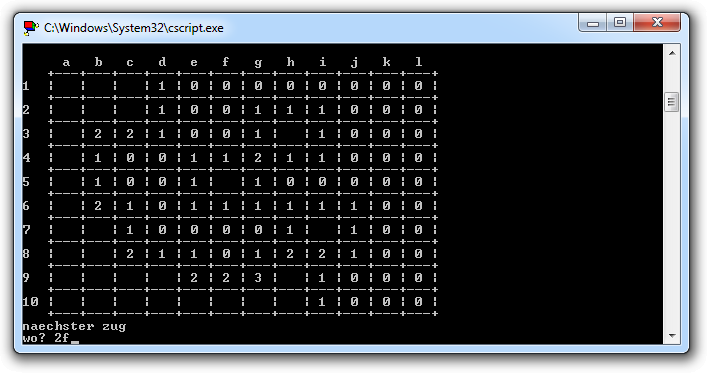 C:\Windows\System32\cscript.exe
a b c d e f g h i j k l
1 ¦ ¦ ¦ ¦ 1 ¦ 0 ¦ 0 ¦ 0 ¦ 0 ¦ 0 ¦ 0 ¦ 0 ¦ 0 ¦
2 ¦ ¦ ¦ ¦ 1 ¦ 0 ¦ 0 ¦ 1 ¦ 1 ¦ 1 ¦ 0 ¦ 0 ¦ 0 ¦
3 ¦ ¦ 2 ¦ 2 ¦ 1 ¦ 0 ¦ 0 ¦ 1 ¦ ¦ 1 ¦ 0 ¦ 0 ¦ 0 ¦
4 ¦ ¦ 1 ¦ 0 ¦ 0 ¦ 1 ¦ 1 ¦ 2 ¦ 1 ¦ 1 ¦ 0 ¦ 0 ¦ 0 ¦
5 ¦ ¦ 1 ¦ 0 ¦ 0 ¦ 1 ¦ ¦ 1 ¦ 0 ¦ 0 ¦ 0 ¦ 0 ¦ 0 ¦
6 ¦ ¦ 2 ¦ 1 ¦ 0 ¦ 1 ¦ 1 ¦ 1 ¦ 1 ¦ 1 ¦ 1 ¦ 0 ¦ 0 ¦
7 ¦ ¦ ¦ 1 ¦ 0 ¦ 0 ¦ 0 ¦ 0 ¦ 1 ¦ ¦ 1 ¦ 0 ¦ 0 ¦
8 ¦ ¦ ¦ 2 ¦ 1 ¦ 1 ¦ 0 ¦ 1 ¦ 2 ¦ 2 ¦ 1 ¦ 0 ¦ 0 ¦
9 ¦ ¦ ¦ ¦ ¦ 2 ¦ 2 ¦ 3 ¦ ¦ 1 ¦ 0 ¦ 0 ¦ 0 ¦
10 ¦ ¦ ¦ ¦ ¦ ¦ ¦ ¦ ¦ 1 ¦ 0 ¦ 0 ¦ 0 ¦
naechster zug
wo? 2f_